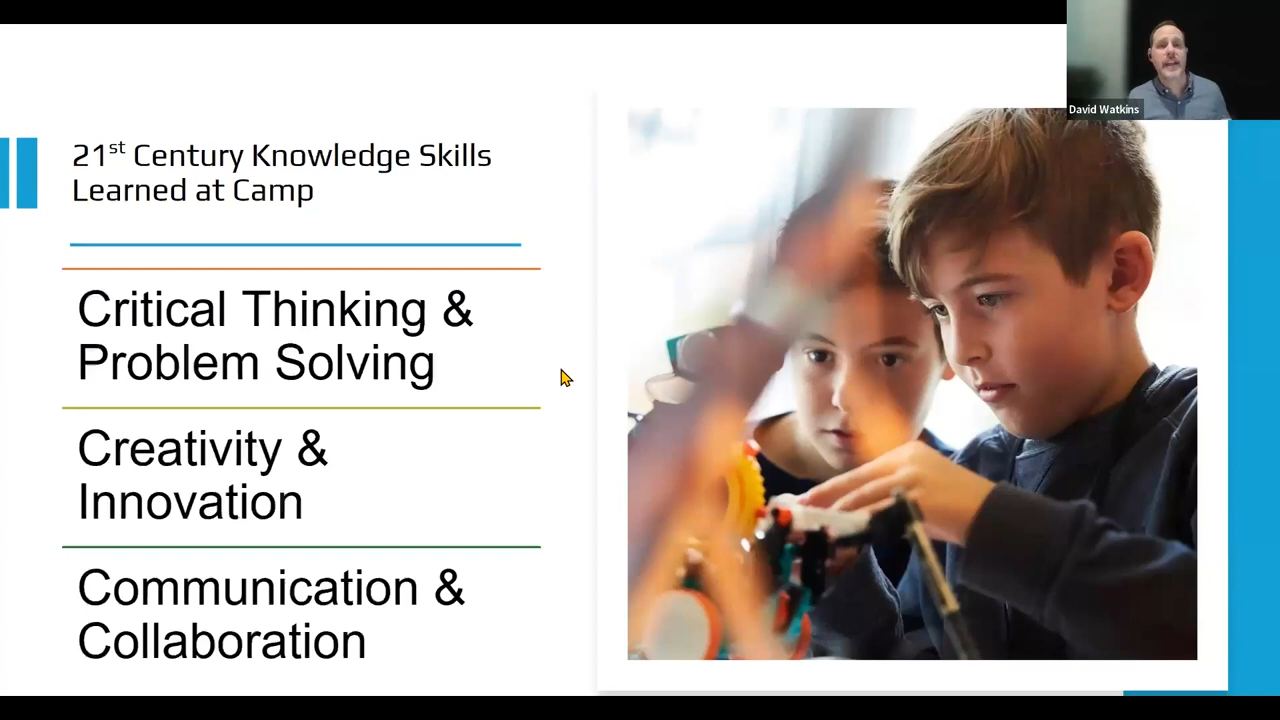 David Watkins
21st Century Knowledge Skills
Learned at Camp
Critical Thinking &
Problem Solving
Creativity &
Innovation
Communication &
Collaboration